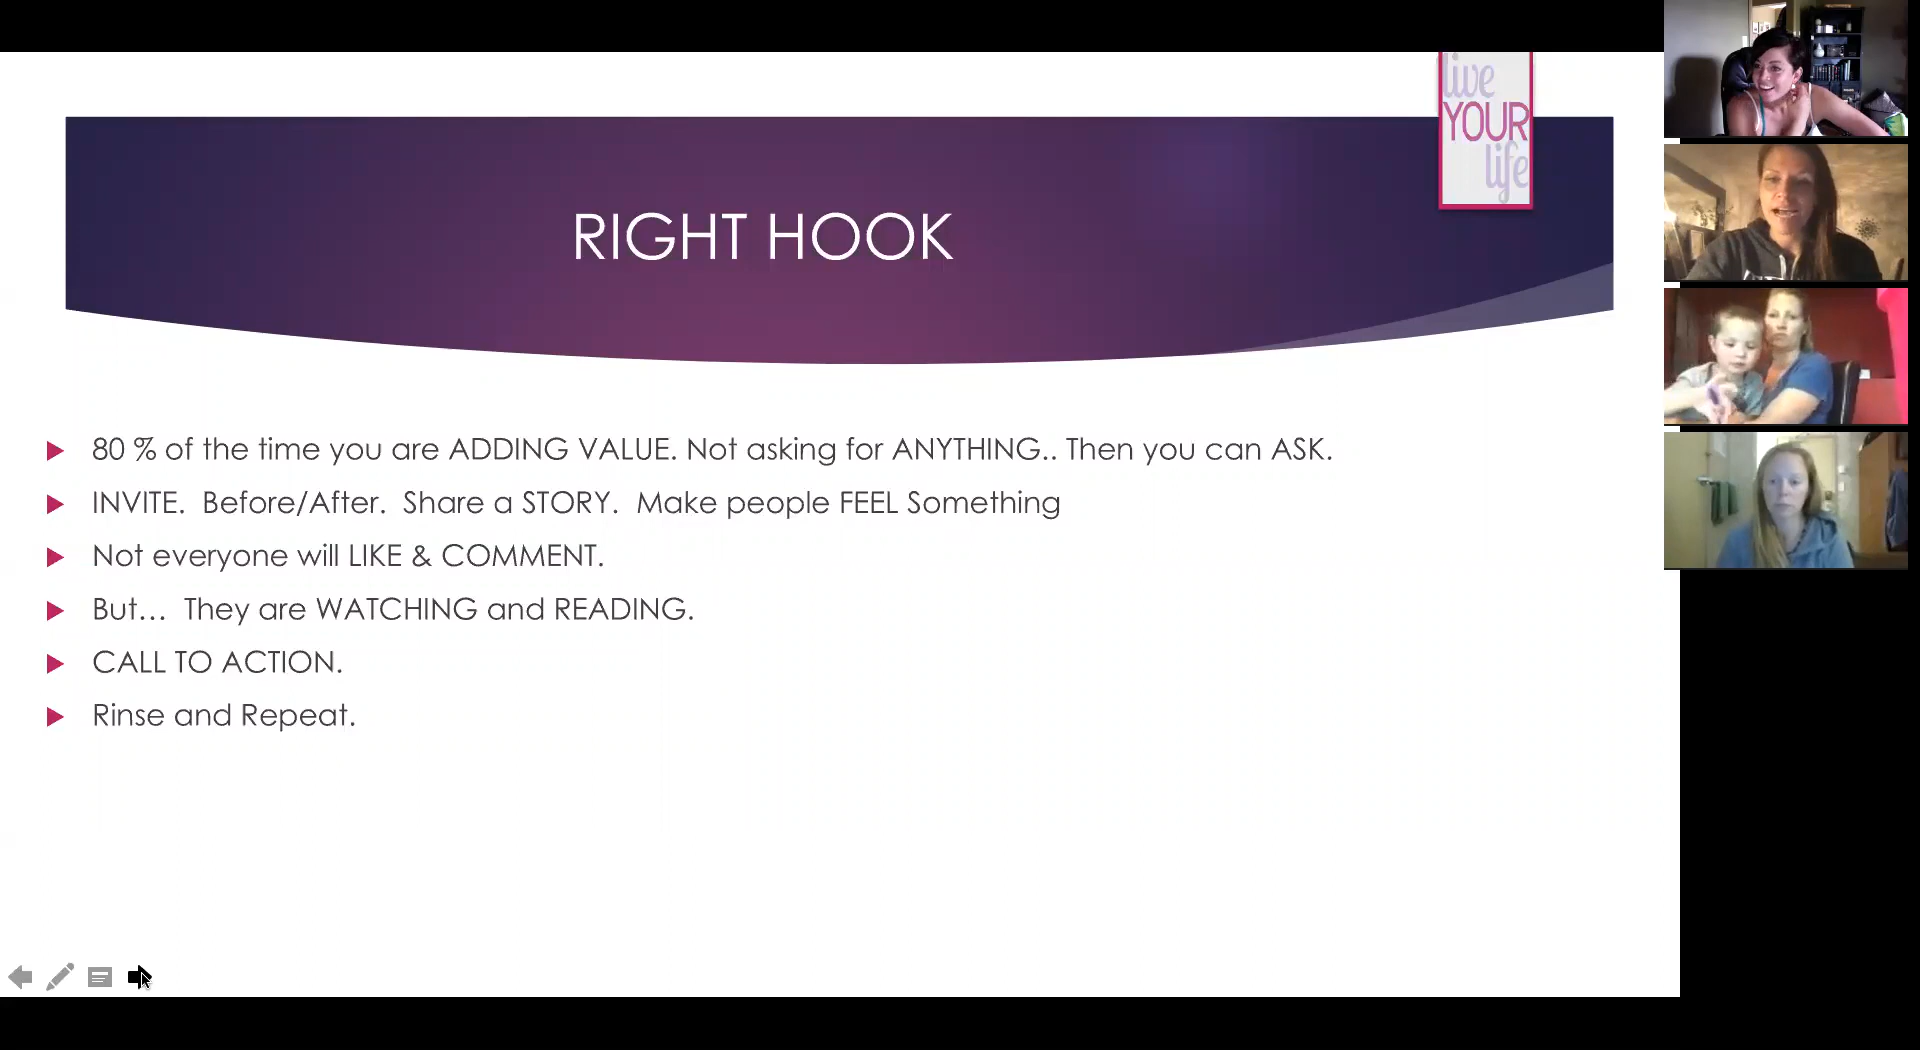 live
YOUR
life
RIGHT HOOK
80 % of the time you are ADDING VALUE. Not asking for ANYTHING.. Then you can ASK.
INVITE.  Before/After.  Share a STORY.  Make people FEEL Something
Not everyone will LIKE & COMMENT.
But...  They are WATCHING and READING.
CALL TO ACTION.
Rinse and Repeat.